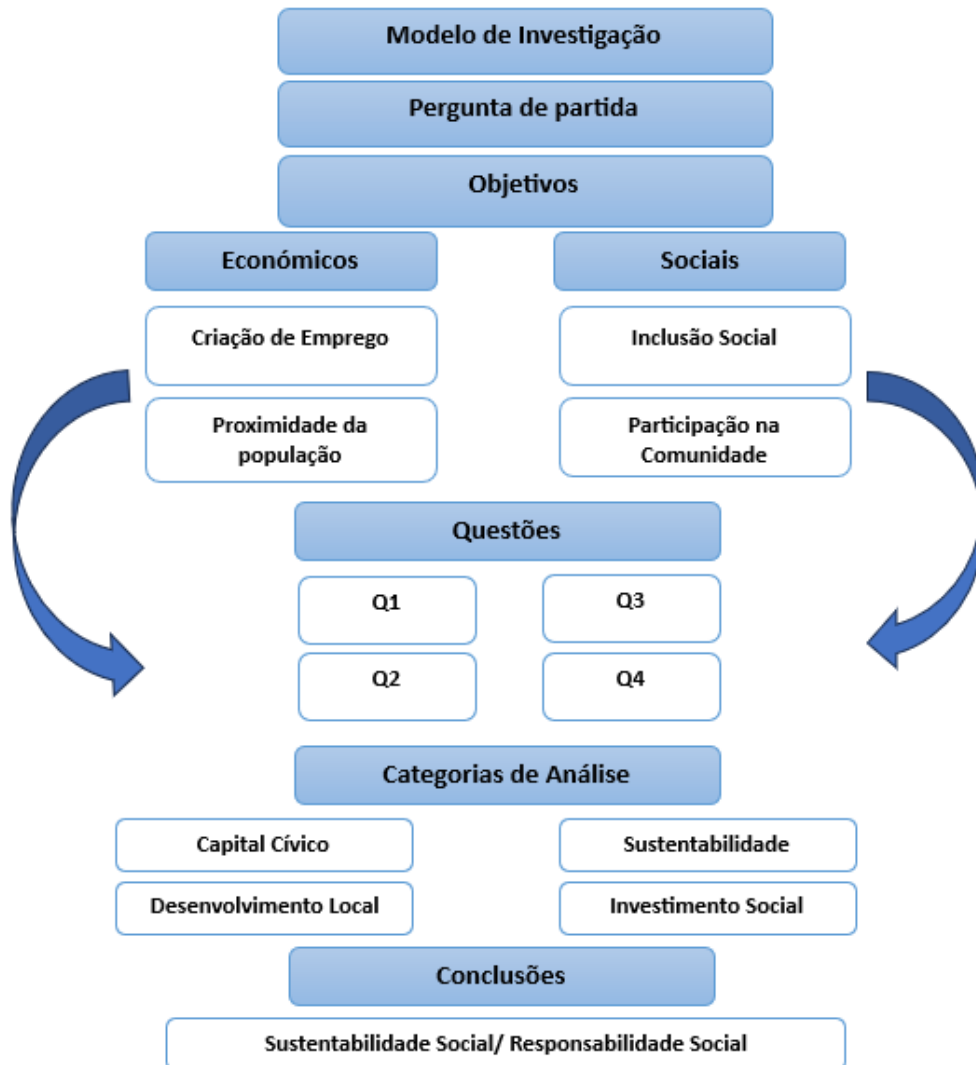 Modelo de Investigação
Pergunta de partida
Objetivos
Económicos
Sociais
Criação de Emprego
Inclusão Social
Proximidade da
população
Participação na
Comunidade
Questões
Q1
Q3
Q2
Q4
Categorias de Análise
Capital Cívico
Sustentabilidade
Desenvolvimento Local
Investimento Social
Conclusões
Sustentabilidade Social/ Responsabilidade Social